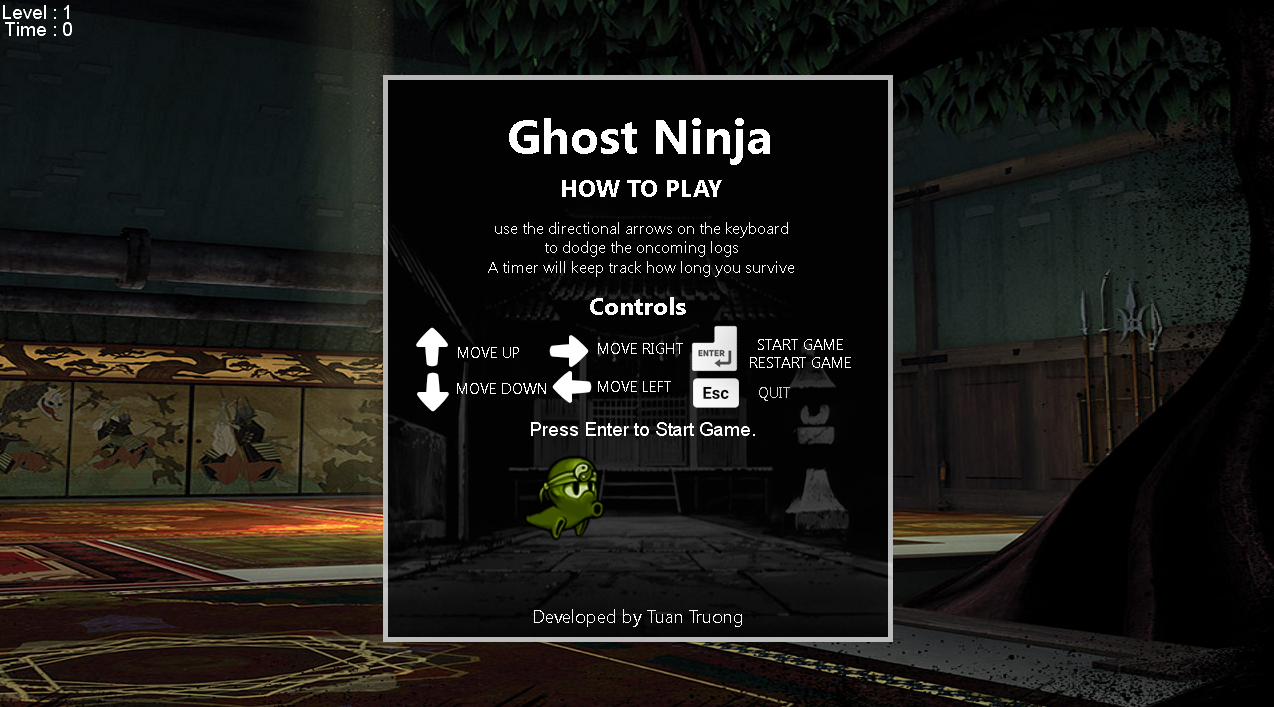 Level : 1
Time : 0
Ghost Ninja
HOW TO PLAY
use the directional arrows on the keyboard
to dodge the oncoming logs
A timer will keep track how long you survive
Controls
MOVE UP
MOVE RIGHT
ENTER
START GAME
RESTART GAME
MOVE DOWN
MOVE LEFT
Esc
QUIT
Press Enter to Start Game.
Developed by Tuan Truong